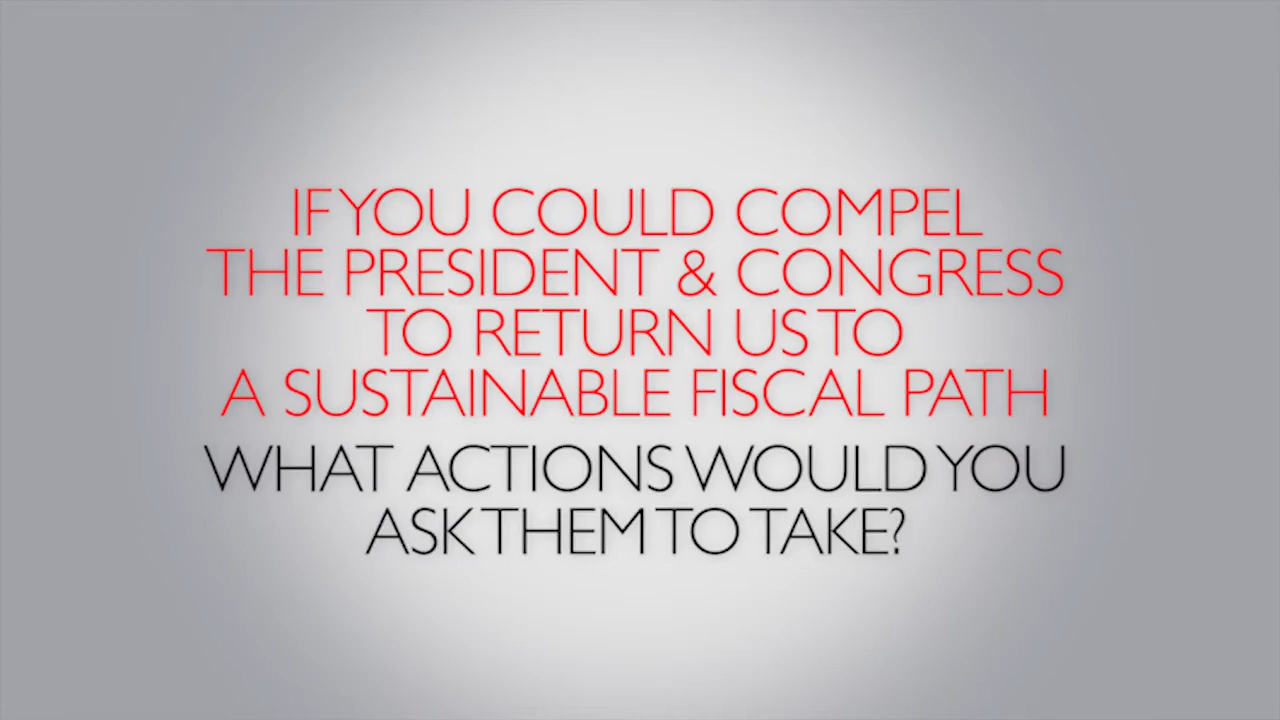 IF YOU COULD COMPEL
THE PRESIDENT & CONGRESS
TO RETURN US TO
A SUSTAINABLE FISCAL PATH
WHAT ACTIONS WOULD YOU
ASK THEM TO TAKE?